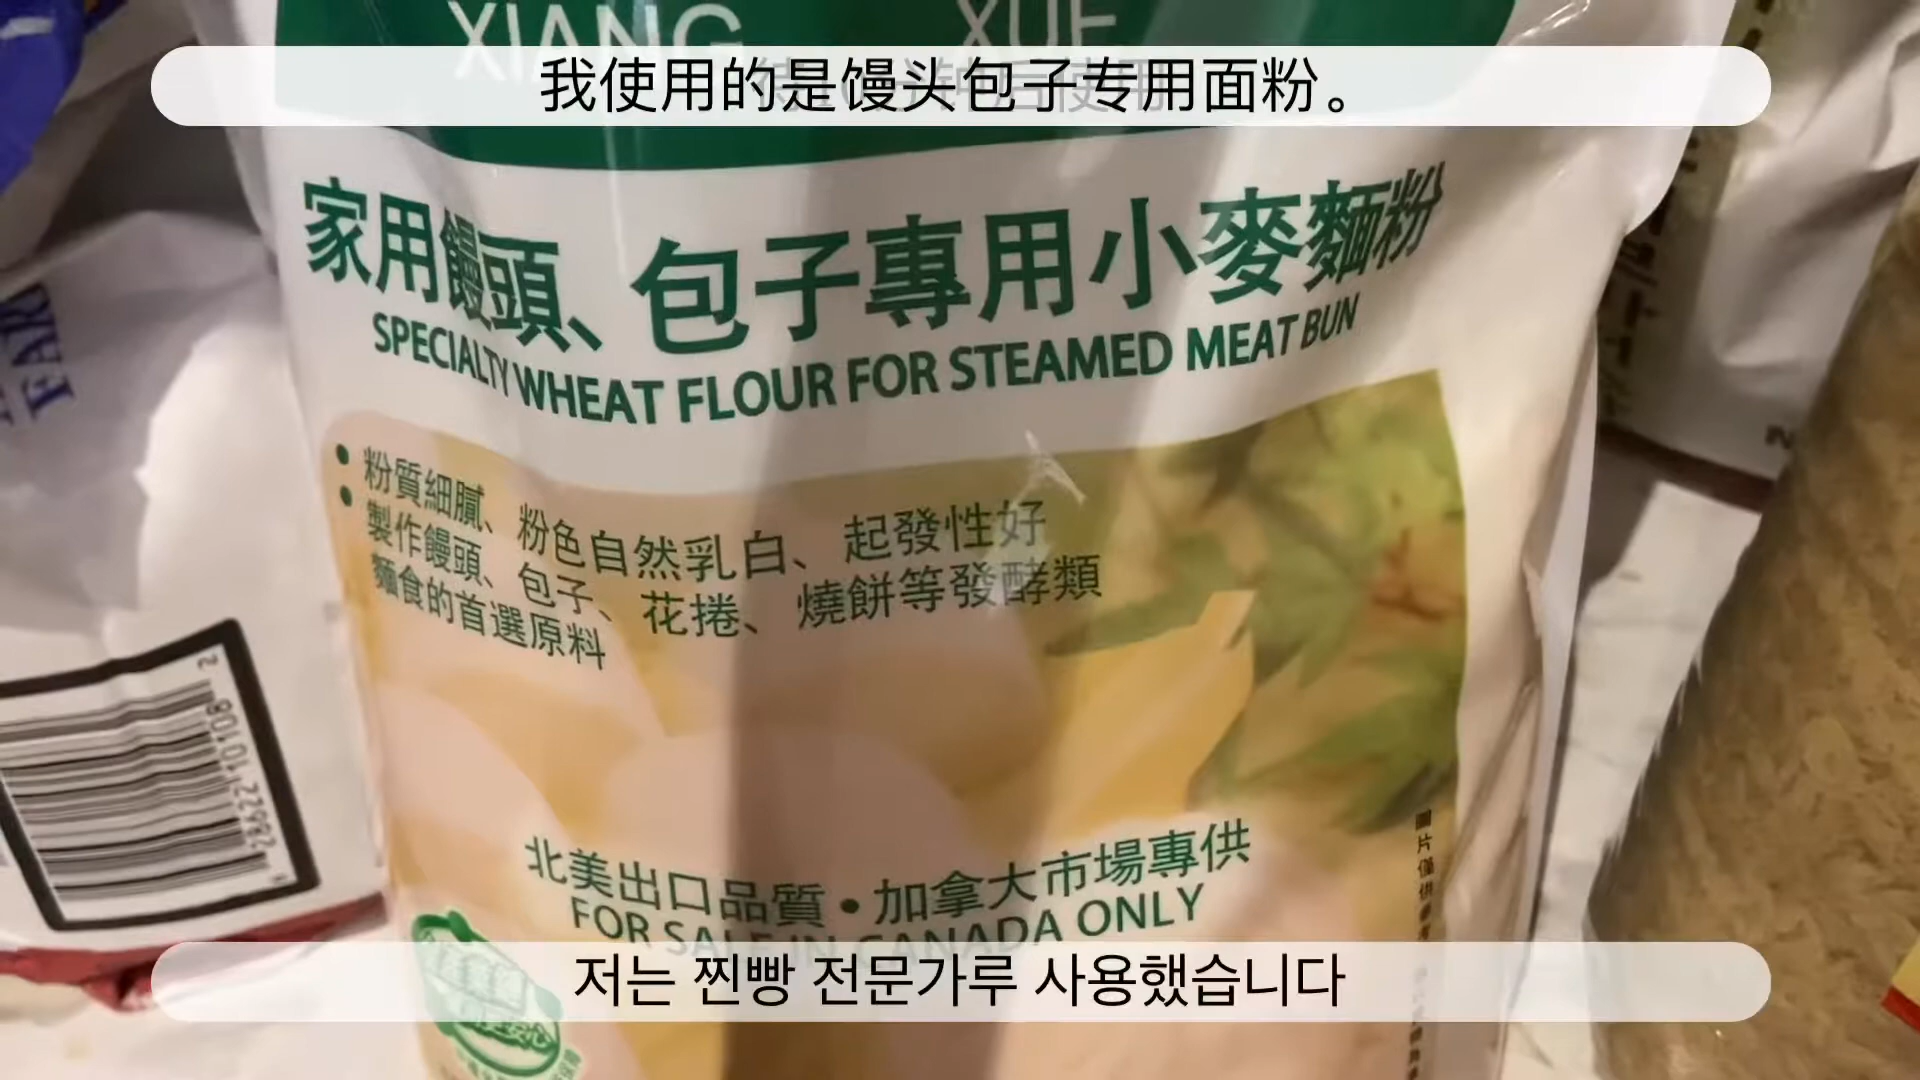 XIANG XUE
我使用的是馒头包子专用面粉。
家用饅頭、包子專用小麥麵粉
SPECIALTY WHEAT FLOUR FOR STEAMED MEAT BUN
• 粉質細膩、粉色自然乳白、起發性好
• 製作饅頭、包子、花捲、燒餅等發酵類
麵食的首選原料
北美出口品質•加拿大市場專供
FOR SALE IN CANADA ONLY
저는 찐빵 전문가루 사용했습니다